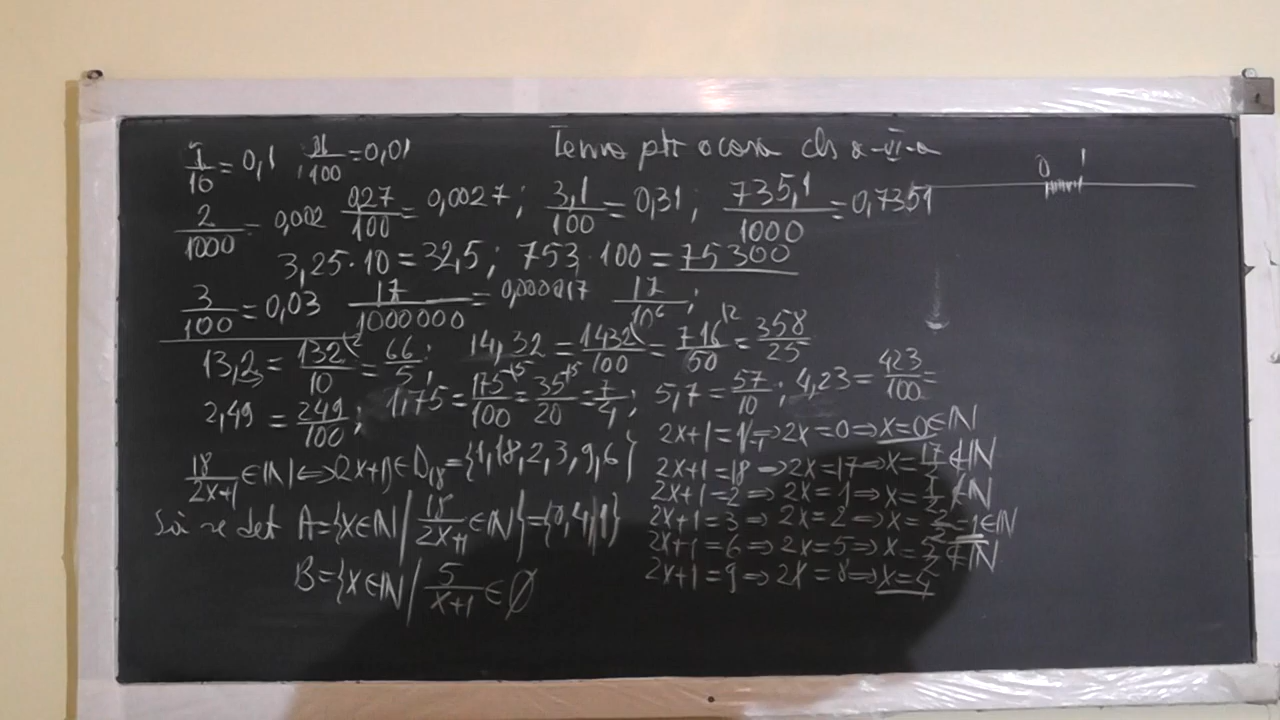 1/10 = 0,1 1/100 = 0,01 Tema ptr acasa cls a-VI-a 0 1
2/1000 = 0,002 0,27/100 = 0,0027; 3,1/100 = 0,31; 735,1/1000 = 0,7351
3,25·10 = 32,5; 753·100 = 75300
3/100 = 0,03 17/1000000 = 0,000017 17/10^6;
13,2 = 132/10 = 66/5; 14,32 = 1432/100 = 716/50 = 358/25
2,49 = 249/100; 1,75 = 175/100 = 35/20 = 7/4; 5,7 = 57/10; 4,23 = 423/100 =
18/2x+1 ∈ ℕ ⇔ 2x+1 ∈ D18 = {1,18,2,3,9,6}
Să se det A = {x ∈ ℕ / 18/2x+1 ∈ ℕ} = {0,4,1}
B = {x ∈ ℕ / 5/x+1 ∈ ∅
2x+1 = 1 ⇒ 2x = 0 ⇒ x = 0 ∈ ℕ
2x+1 = 18 ⇒ 2x = 17 ⇒ x = 17/2 ∉ ℕ
2x+1 = 2 ⇒ 2x = 1 ⇒ x = 1/2 ∉ ℕ
2x+1 = 3 ⇒ 2x = 2 ⇒ x = 2/2 = 1 ∈ ℕ
2x+1 = 6 ⇒ 2x = 5 ⇒ x = 5/2 ∉ ℕ
2x+1 = 9 ⇒ 2x = 8 ⇒ x = 4